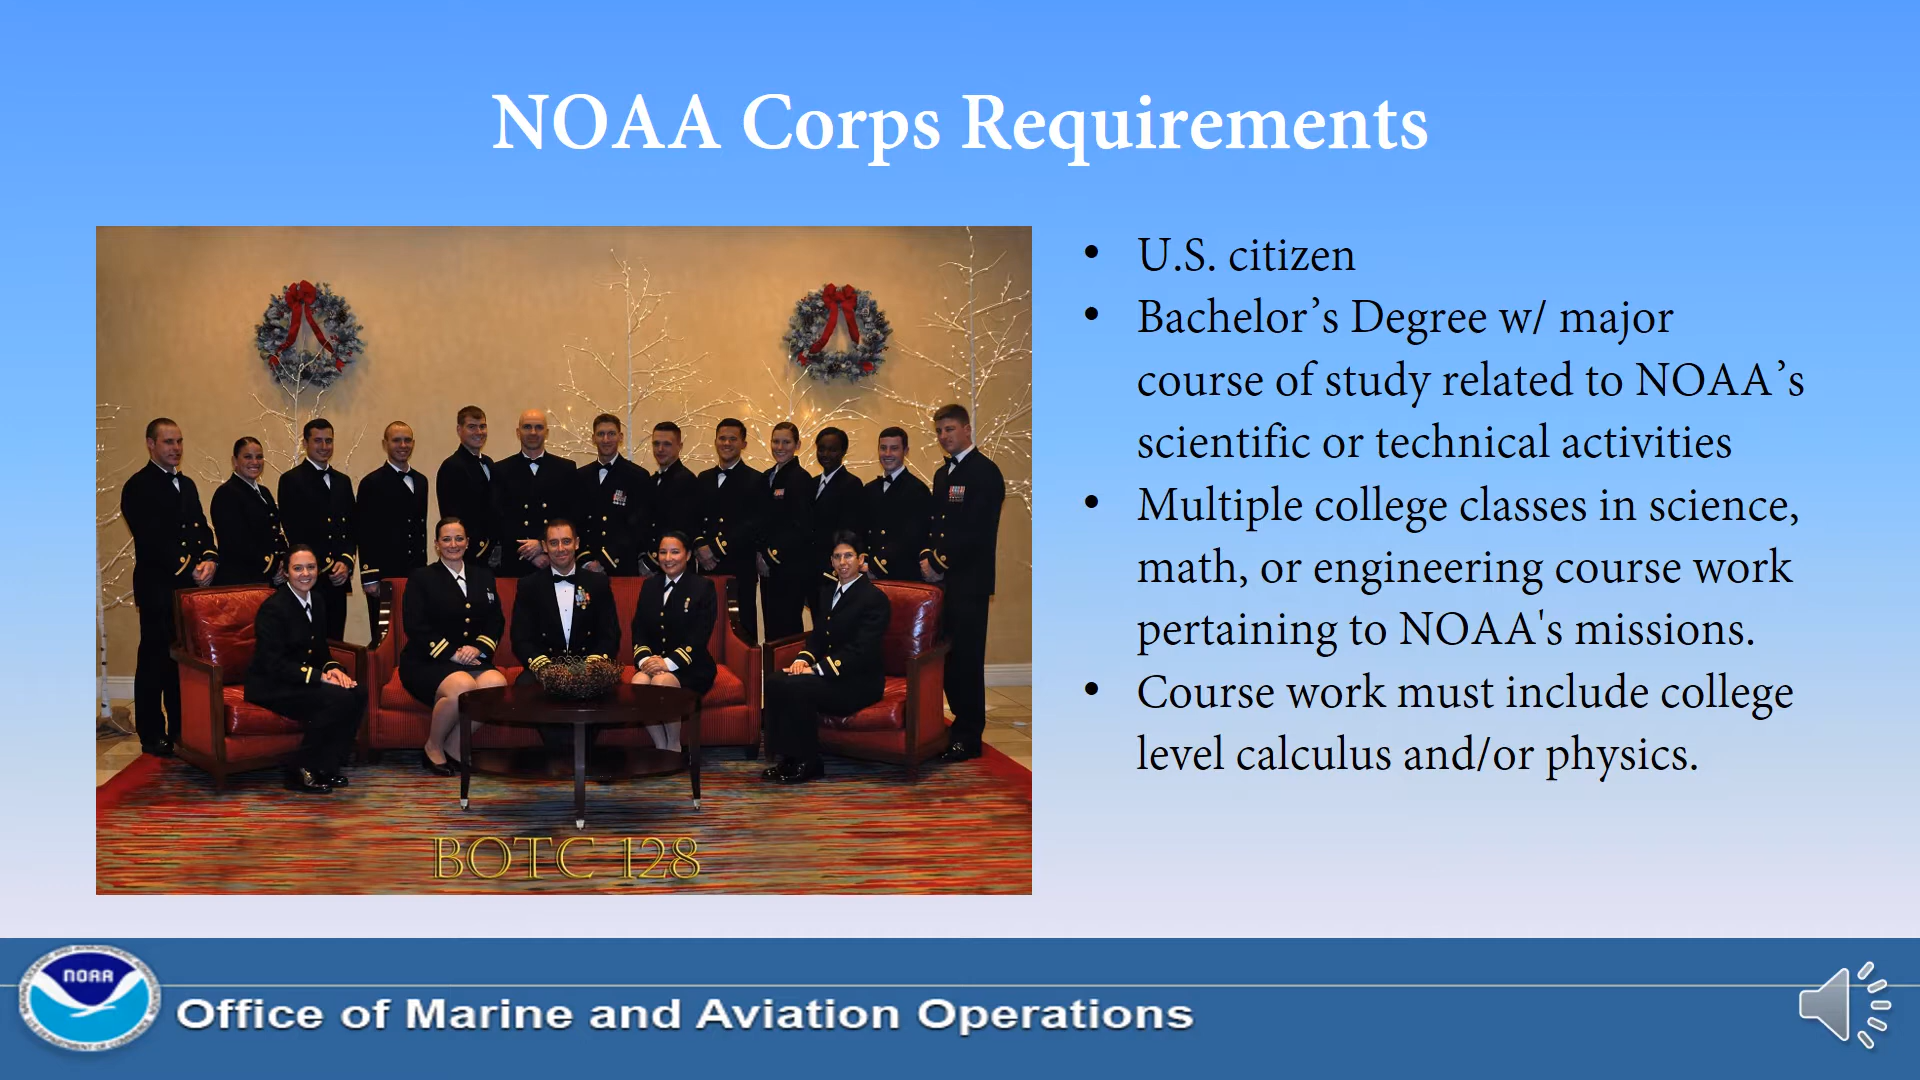 NOAA Corps Requirements
• U.S. citizen
• Bachelor’s Degree w/ major
course of study related to NOAA’s
scientific or technical activities
• Multiple college classes in science,
math, or engineering course work
pertaining to NOAA's missions.
• Course work must include college
level calculus and/or physics.
BOTC 128
NOAA
Office of Marine and Aviation Operations